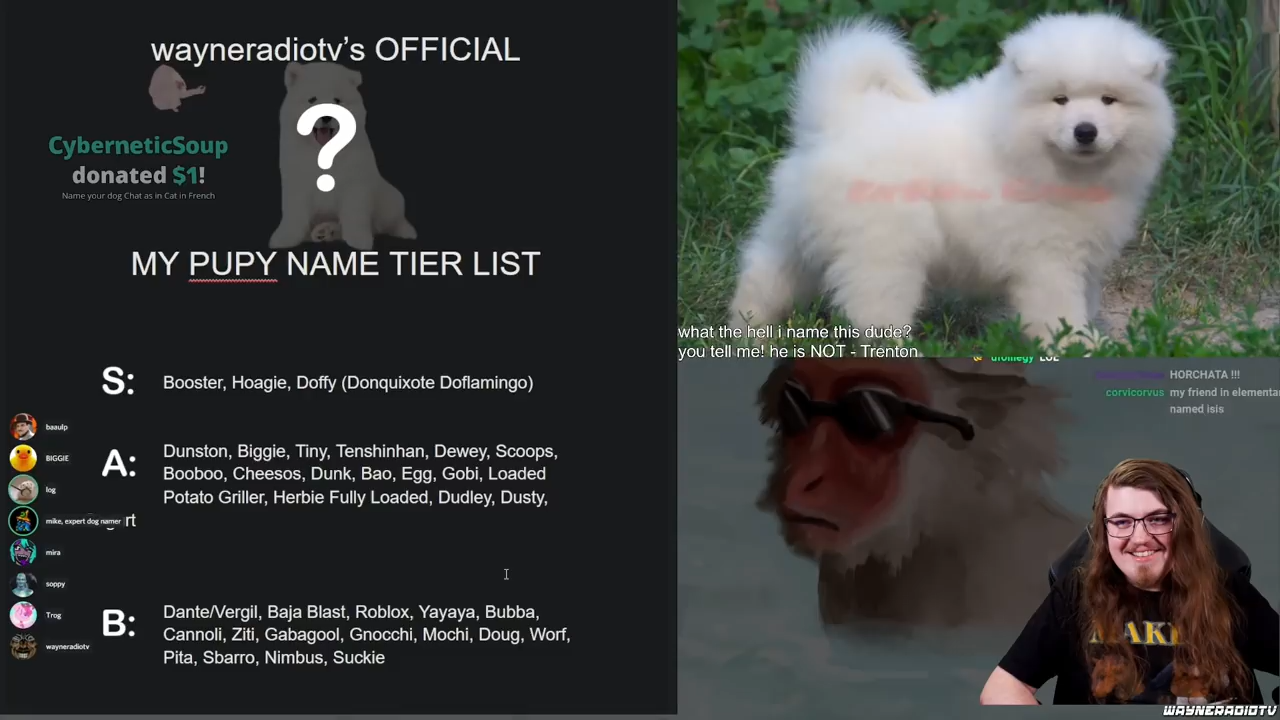 wayneradiotv's OFFICIAL
?
CyberneticSoup
donated $1!
Name your dog Chat as in Cat in French
MY PUPY NAME TIER LIST
S: Booster, Hoagie, Doffy (Donquixote Doflamingo)
A: Dunston, Biggie, Tiny, Tenshinhan, Dewey, Scoops,
Booboo, Cheesos, Dunk, Bao, Egg, Gobi, Loaded
Potato Griller, Herbie Fully Loaded, Dudley, Dusty,
rt
B: Dante/Vergil, Baja Blast, Roblox, Yayaya, Bubba,
Cannoli, Ziti, Gabagool, Gnocchi, Mochi, Doug, Worf,
Pita, Sbarro, Nimbus, Suckie
baaulp
BIGGIE
log
mike, expert dog namer
mira
soppy
Trog
wayneradiotv
what the hell i name this dude?
you tell me! he is NOT - Trenton
LOZ
HORCHATA !!!
corvicorvus my friend in elementa
named isis
MAK
WAYNERADIOTV